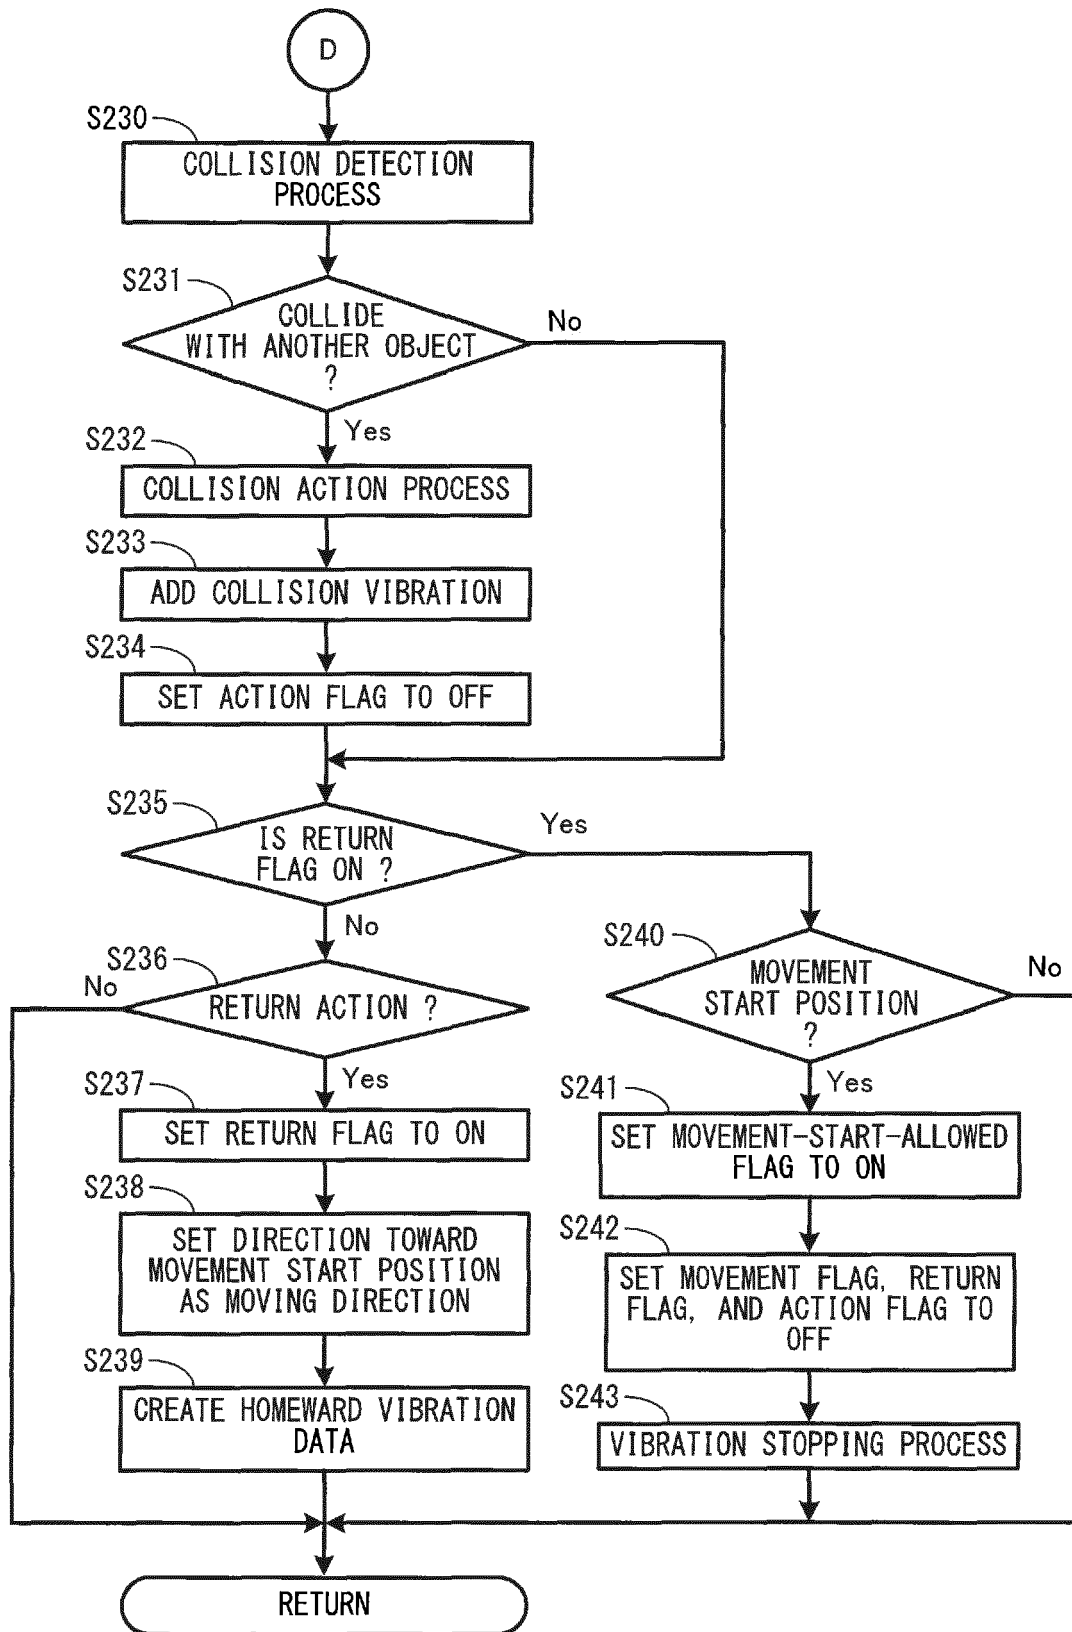 D
S230
COLLISION DETECTION
PROCESS
S231
COLLIDE
WITH ANOTHER OBJECT
?
No
Yes
S232
COLLISION ACTION PROCESS
S233
ADD COLLISION VIBRATION
S234
SET ACTION FLAG TO OFF
S235
IS RETURN
FLAG ON ?
Yes
No
S236
No
RETURN ACTION ?
Yes
S237
SET RETURN FLAG TO ON
S238
SET DIRECTION TOWARD
MOVEMENT START POSITION
AS MOVING DIRECTION
S239
CREATE HOMEWARD VIBRATION
DATA
S240
MOVEMENT
START POSITION
?
No
Yes
S241
SET MOVEMENT-START-ALLOWED
FLAG TO ON
S242
SET MOVEMENT FLAG, RETURN
FLAG, AND ACTION FLAG TO
OFF
S243
VIBRATION STOPPING PROCESS
RETURN